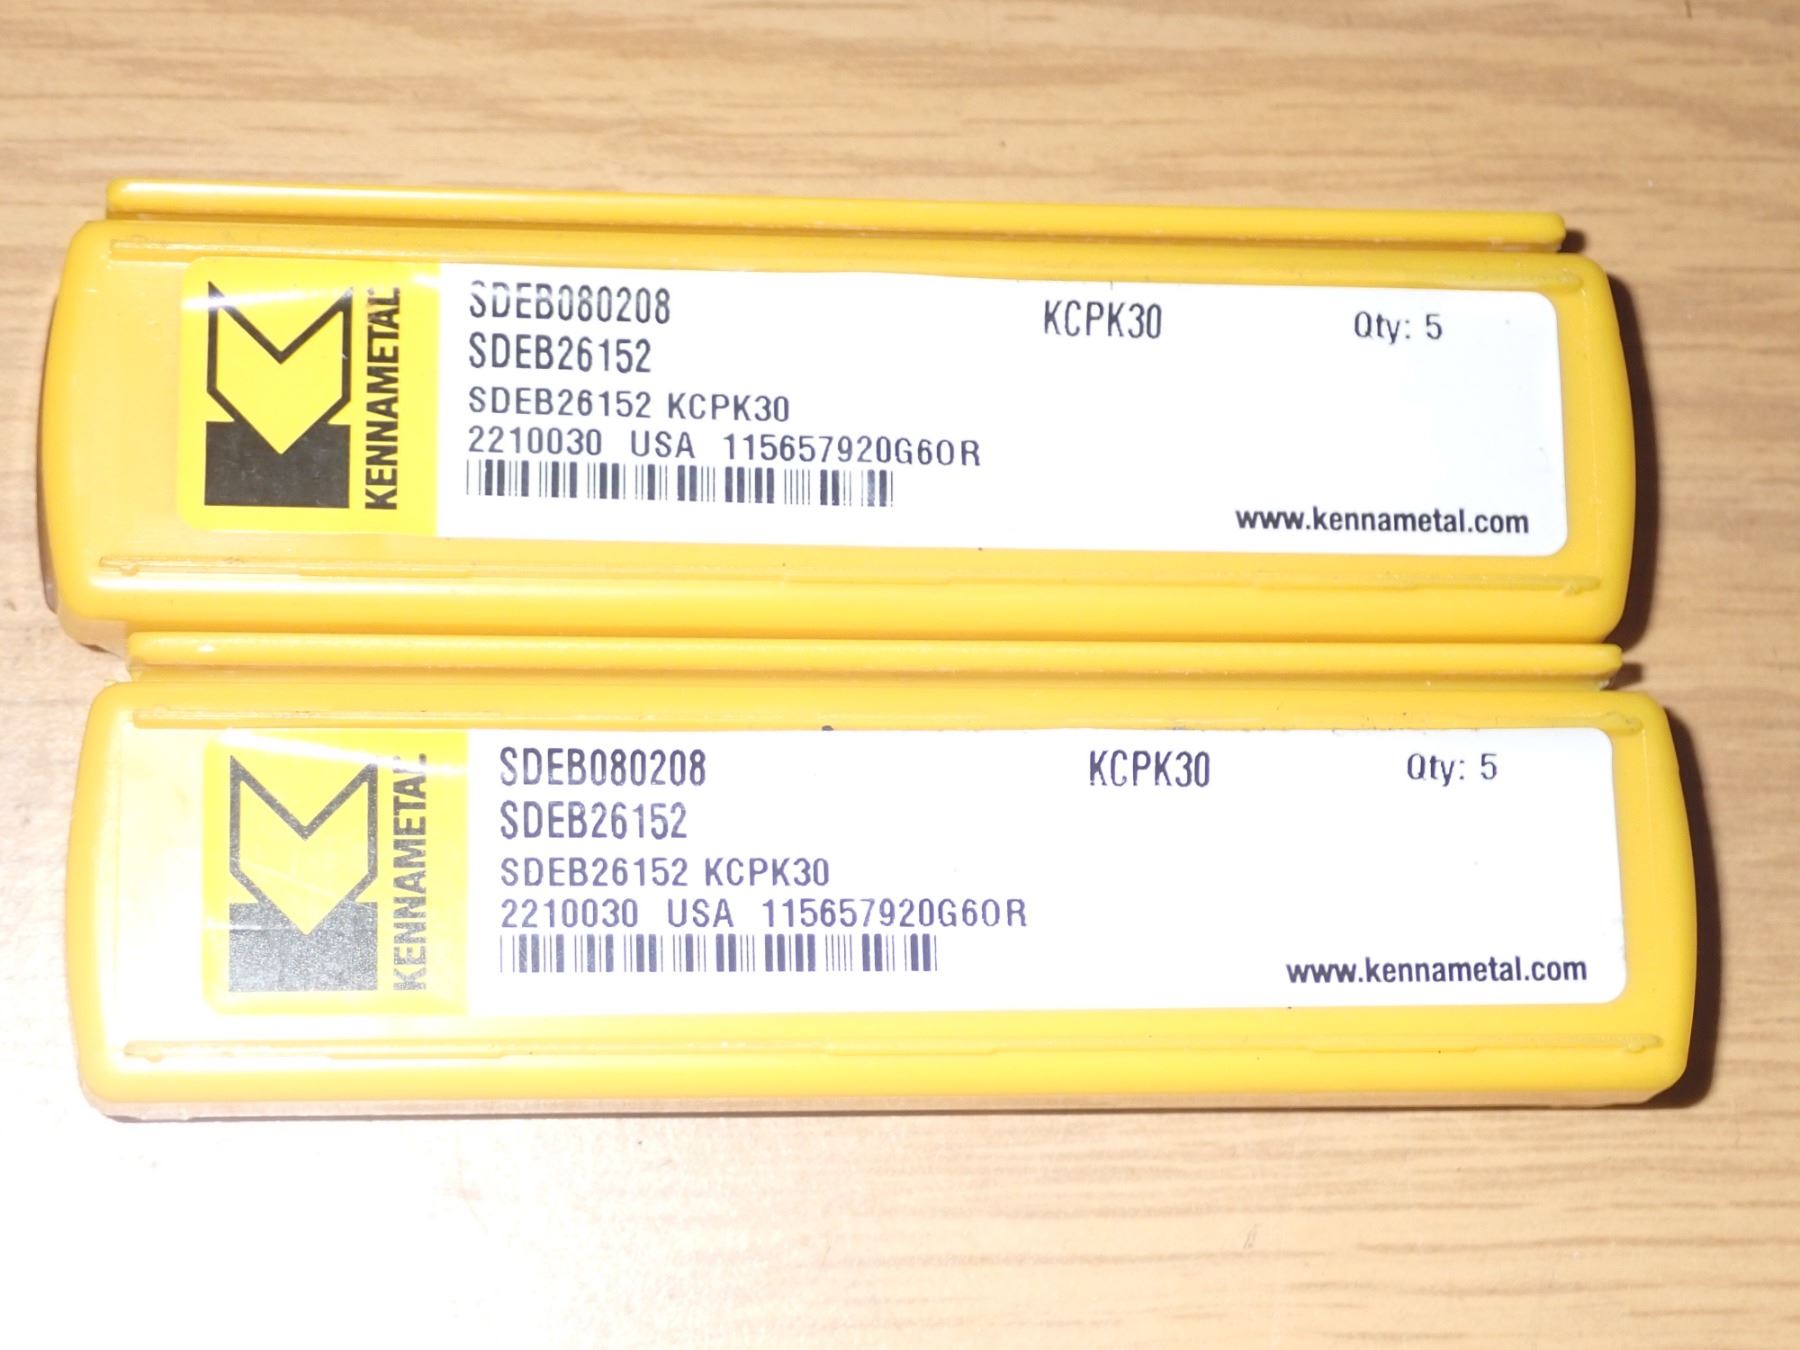 KENNAMETAL
SDEB080208 KCPK30 Qty: 5
SDEB26152
SDEB26152 KCPK30
2210030 USA 115657920G60R
www.kennametal.com
KENNAMETAL
SDEB080208 KCPK30 Qty: 5
SDEB26152
SDEB26152 KCPK30
2210030 USA 115657920G60R
www.kennametal.com